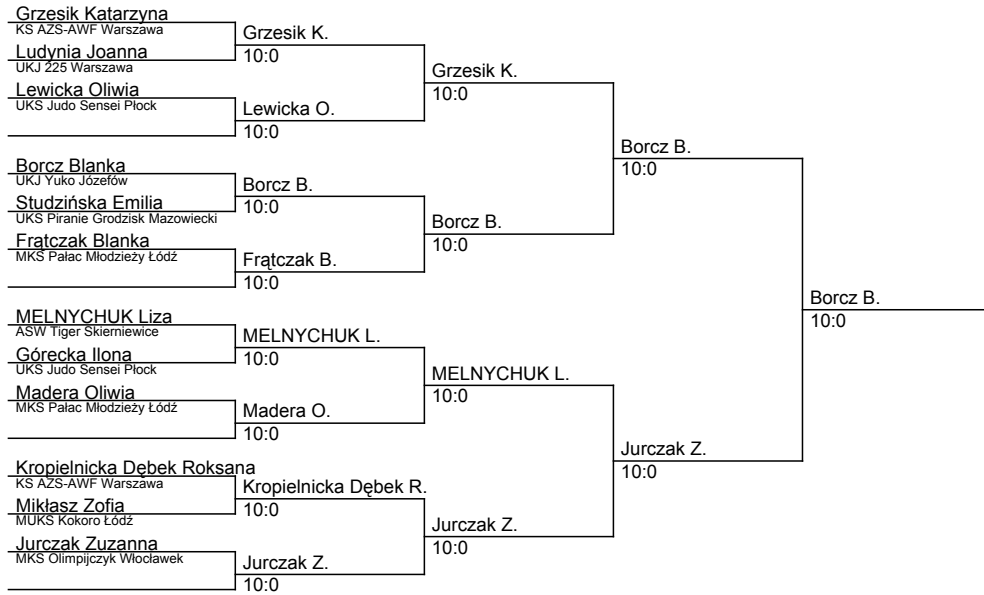 Grzesik Katarzyna
KS AZS-AWF Warszawa
Grzesik K.
10:0
Ludynia Joanna
UKJ 225 Warszawa
Grzesik K.
10:0
Lewicka Oliwia
UKS Judo Sensei Płock
Lewicka O.
10:0
Borcz B.
10:0
Borcz Blanka
UKJ Yuko Józefów
Borcz B.
10:0
Studzińska Emilia
UKS Piranie Grodzisk Mazowiecki
Borcz B.
10:0
Frątczak Blanka
MKS Pałac Młodzieży Łódź
Frątczak B.
10:0
Borcz B.
10:0
MELNYCHUK Liza
ASW Tiger Skierniewice
MELNYCHUK L.
10:0
Górecka Ilona
UKS Judo Sensei Płock
MELNYCHUK L.
10:0
Madera Oliwia
MKS Pałac Młodzieży Łódź
Madera O.
10:0
Jurczak Z.
10:0
Kropielnicka Dębek Roksana
KS AZS-AWF Warszawa
Kropielnicka Dębek R.
10:0
Mikłasz Zofia
MUKS Kokoro Łódź
Jurczak Z.
10:0
Jurczak Zuzanna
MKS Olimpijczyk Włocławek
Jurczak Z.
10:0